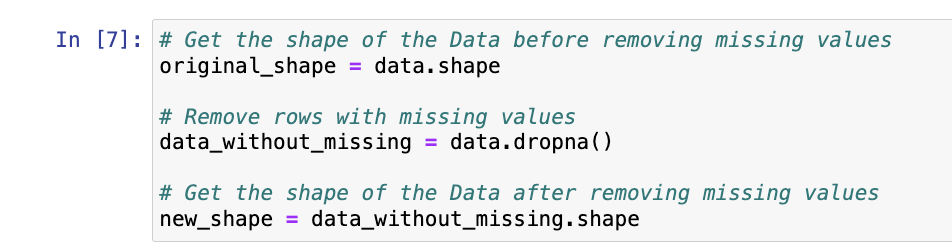 In [7]: # Get the shape of the Data before removing missing values
original_shape = data.shape
# Remove rows with missing values
data_without_missing = data.dropna()
# Get the shape of the Data after removing missing values
new_shape = data_without_missing.shape